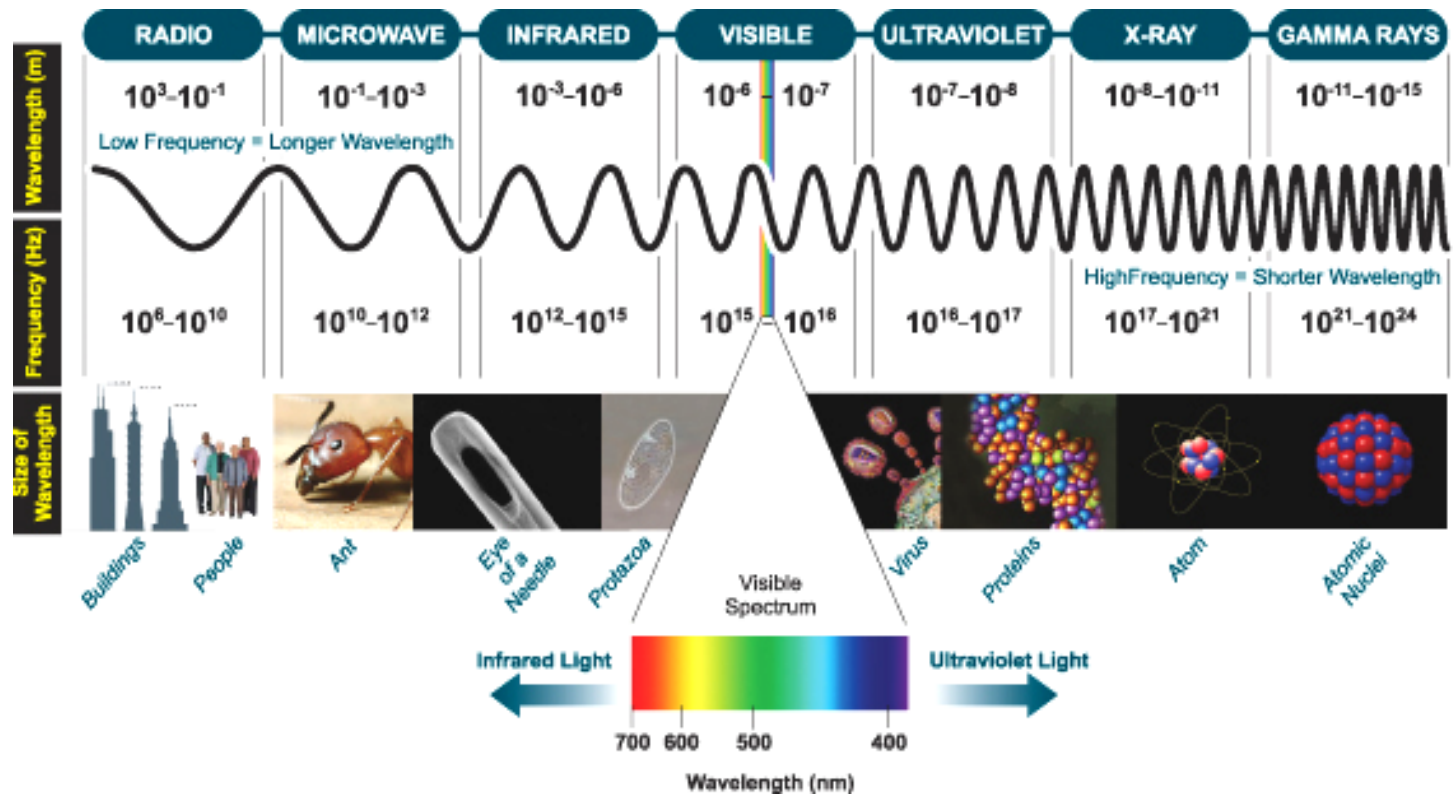 RADIO MICROWAVE INFRARED VISIBLE ULTRAVIOLET X-RAY GAMMA RAYS
Wavelength (m)
10³–10⁻¹ 10⁻¹–10⁻³ 10⁻³–10⁻⁶ 10⁻⁶ 10⁻⁷ 10⁻⁷–10⁻⁸ 10⁻⁸–10⁻¹¹ 10⁻¹¹–10⁻¹⁵
Low Frequency = Longer Wavelength
HighFrequency = Shorter Wavelength
Frequency (Hz)
10⁶–10¹⁰ 10¹⁰–10¹² 10¹²–10¹⁵ 10¹⁵ 10¹⁶ 10¹⁶–10¹⁷ 10¹⁷–10²¹ 10²¹–10²⁴
Size of
Wavelength
Buildings
People
Ant
Eye
of a
Needle
Protazoa
Virus
Proteins
Atom
Atomic
Nuclei
Visible
Spectrum
Infrared Light
Ultraviolet Light
700 600 500 400
Wavelength (nm)